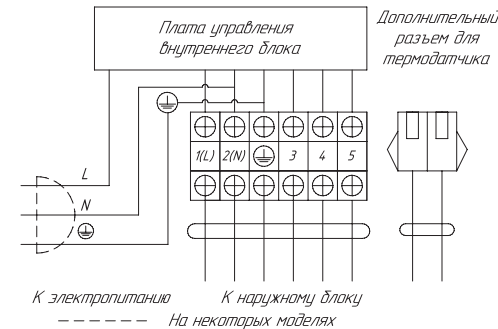 Плата управления
внутреннего блока
Дополнительный
разъем для
термодатчика
1(L) 2(N) 3 4 5
L
N
К электропитанию
К наружному блоку
На некоторых моделях